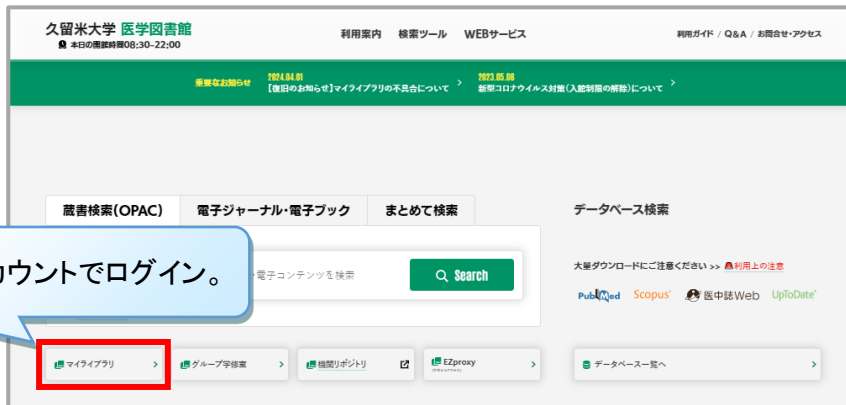 久留米大学 医学図書館
本日の開館時間08:30-22:00
利用案内 検索ツール WEBサービス
利用ガイド / Q&A / お問合せ・アクセス
重要なお知らせ
2024.04.01
【復旧のお知らせ】マイライブラリの不具合について
2023.05.08
新型コロナウイルス対策(入館制限の解除)について
蔵書検索(OPAC) 電子ジャーナル・電子ブック まとめて検索
データベース検索
カウントでログイン。
電子コンテンツを検索
Search
大量ダウンロードにご注意ください >> 利用上の注意
PubMed Scopus 医中誌Web UpToDate
マイライブラリ
グループ学修室
機関リポジトリ
EZproxy
データベース一覧へ